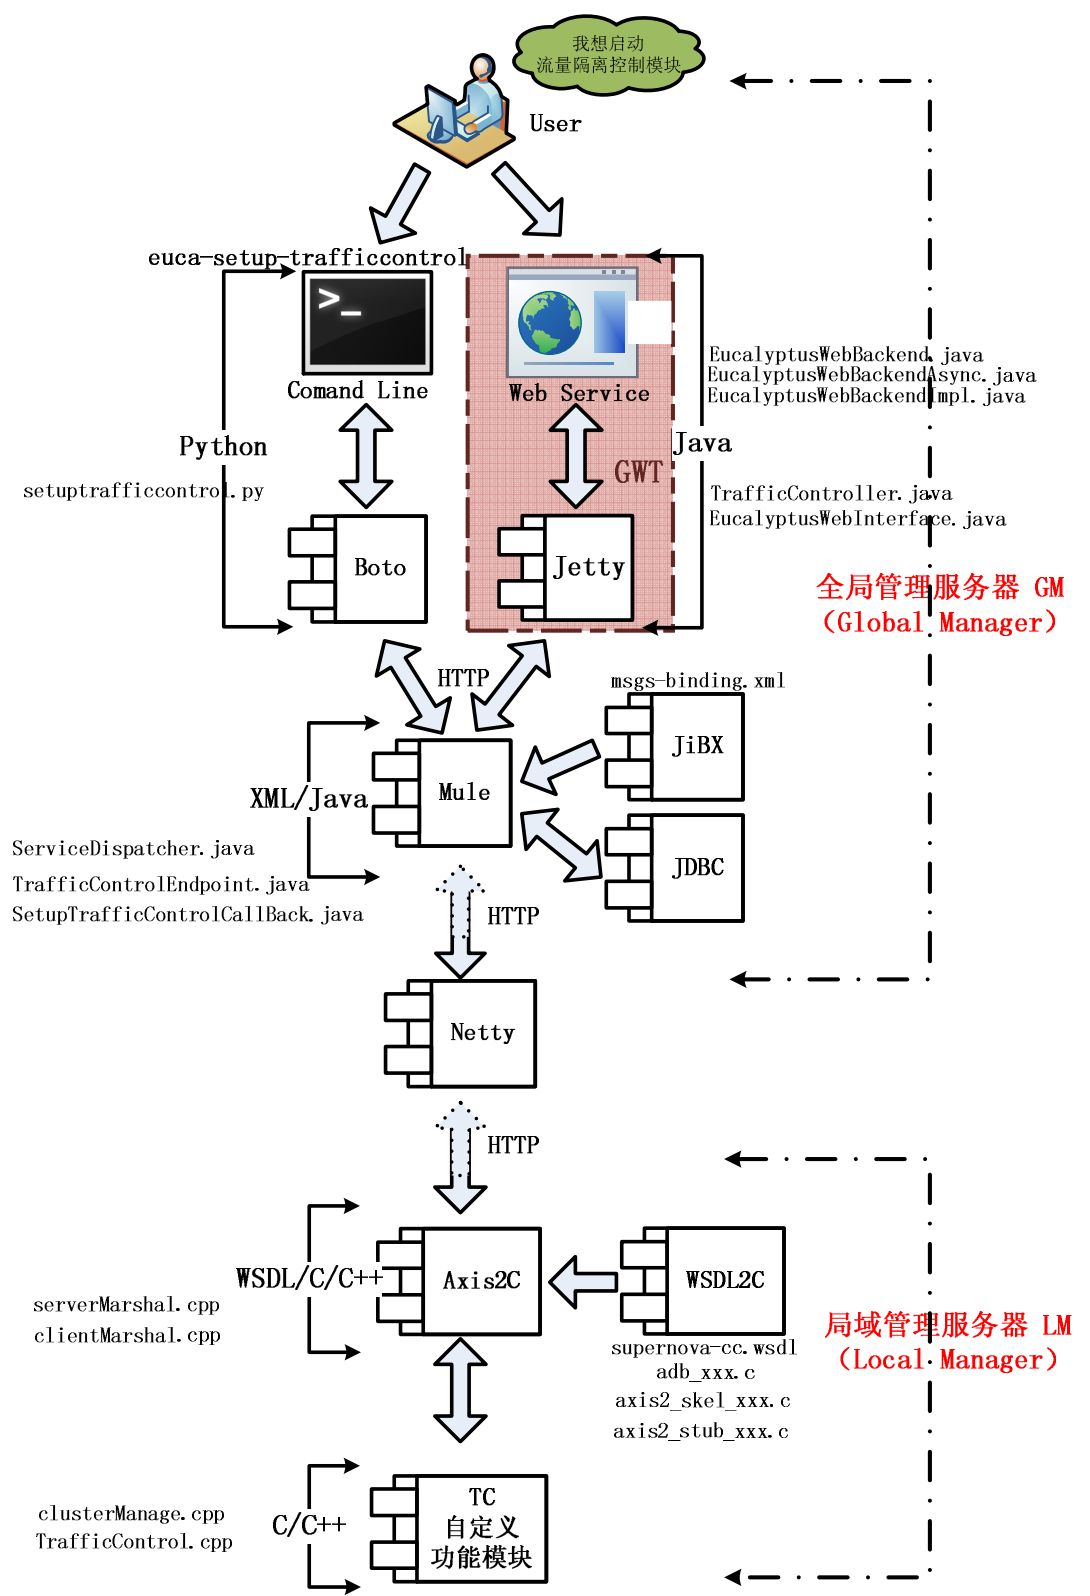 我想启动
流量隔离控制模块
User
euca-setup-trafficcontrol
>_
Comand Line
Web Service
EucalyptusWebBackend.java
EucalyptusWebBackendAsync.java
EucalyptusWebBackendImpl.java
Python
Java
GWT
setuptrafficcontrol.py
TrafficController.java
EucalyptusWebInterface.java
Boto
Jetty
全局管理服务器 GM
（Global Manager）
HTTP
msgs-binding.xml
JiBX
XML/Java
Mule
ServiceDispatcher.java
JDBC
TrafficControlEndpoint.java
SetupTrafficControlCallBack.java
HTTP
Netty
HTTP
WSDL/C/C++
Axis2C
WSDL2C
serverMarshal.cpp
clientMarshal.cpp
局域管理服务器 LM
（Local Manager）
supernova-cc.wsdl
adb_xxx.c
axis2_skel_xxx.c
axis2_stub_xxx.c
clusterManage.cpp
TrafficControl.cpp
C/C++
TC
自定义
功能模块